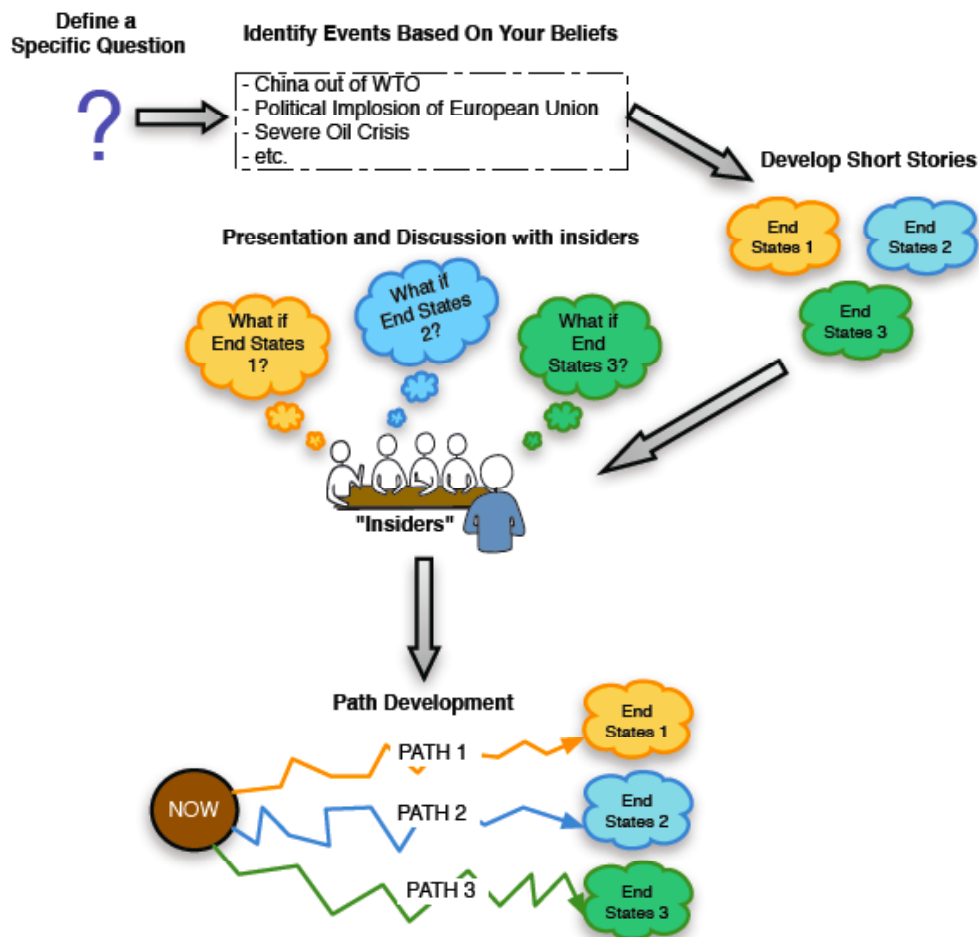 Define a
Specific Question
?
Identify Events Based On Your Beliefs
- China out of WTO
- Political Implosion of European Union
- Severe Oil Crisis
- etc.
Develop Short Stories
End
States 1
End
States 2
End
States 3
Presentation and Discussion with insiders
What if
End States
1?
What if
End States
2?
What if
End
States 3?
"Insiders"
Path Development
NOW
PATH 1
End
States 1
PATH 2
End
States 2
PATH 3
End
States 3